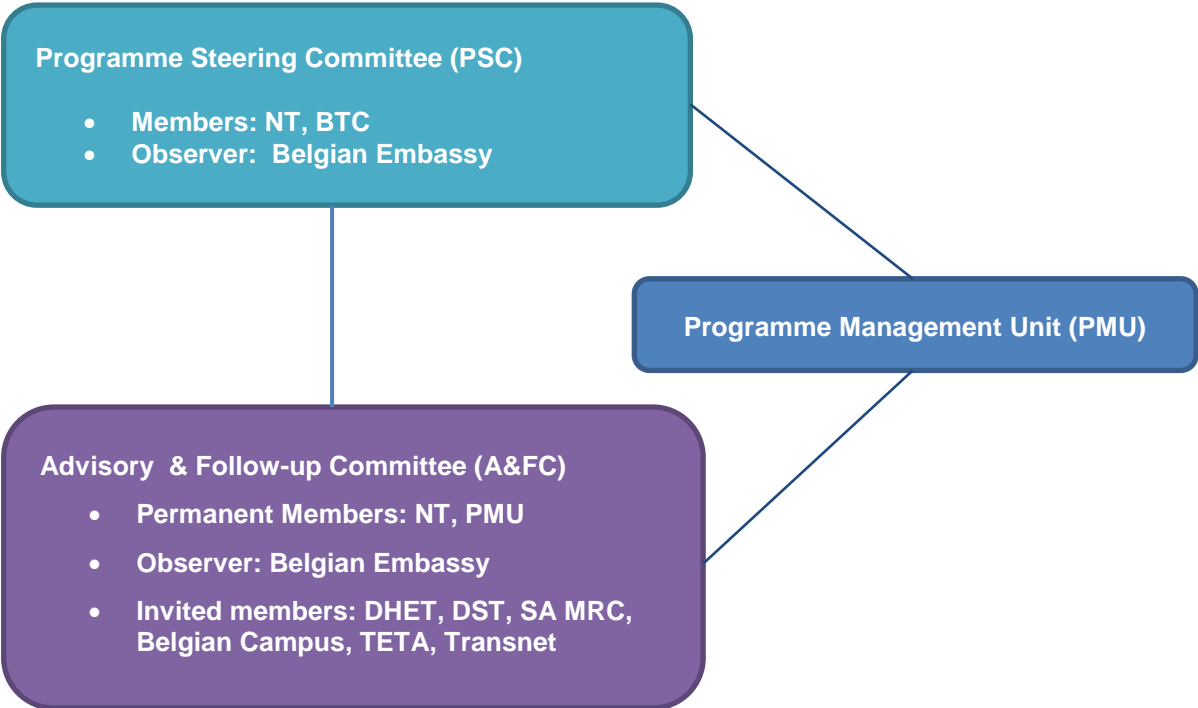 Programme Steering Committee (PSC)
• Members: NT, BTC
• Observer: Belgian Embassy
Programme Management Unit (PMU)
Advisory & Follow-up Committee (A&FC)
• Permanent Members: NT, PMU
• Observer: Belgian Embassy
• Invited members: DHET, DST, SA MRC,
Belgian Campus, TETA, Transnet